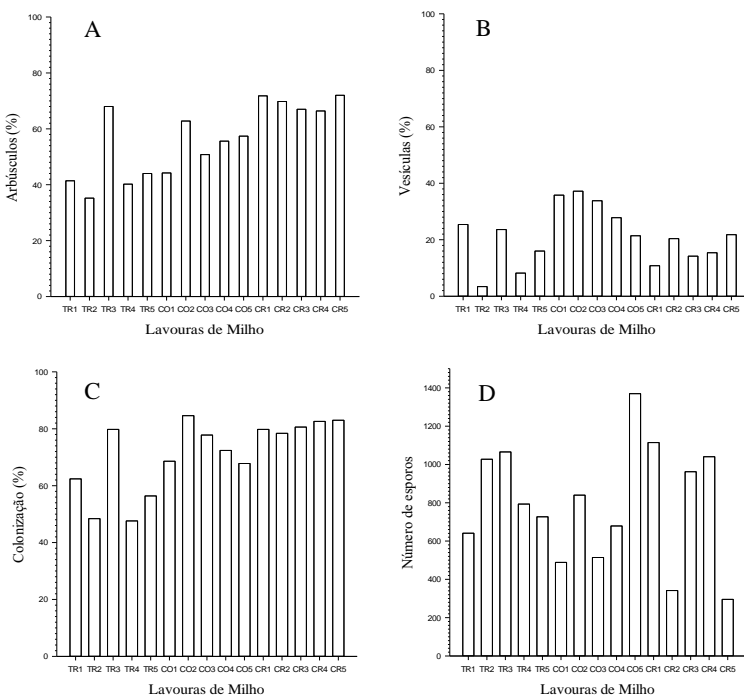 A
100
80
60
40
20
0
Arbúsculos (%)
TR1 TR2 TR3 TR4 TR5 CO1 CO2 CO3 CO4 CO5 CR1 CR2 CR3 CR4 CR5
Lavouras de Milho
B
100
80
60
40
20
0
Vesículas (%)
TR1 TR2 TR3 TR4 TR5 CO1 CO2 CO3 CO4 CO5 CR1 CR2 CR3 CR4 CR5
Lavouras de Milho
C
100
80
60
40
20
0
Colonização (%)
TR1 TR2 TR3 TR4 TR5 CO1 CO2 CO3 CO4 CO5 CR1 CR2 CR3 CR4 CR5
Lavouras de Milho
D
1400
1200
1000
800
600
400
200
0
Número de esporos
TR1 TR2 TR3 TR4 TR5 CO1 CO2 CO3 CO4 CO5 CR1 CR2 CR3 CR4 CR5
Lavouras de Milho